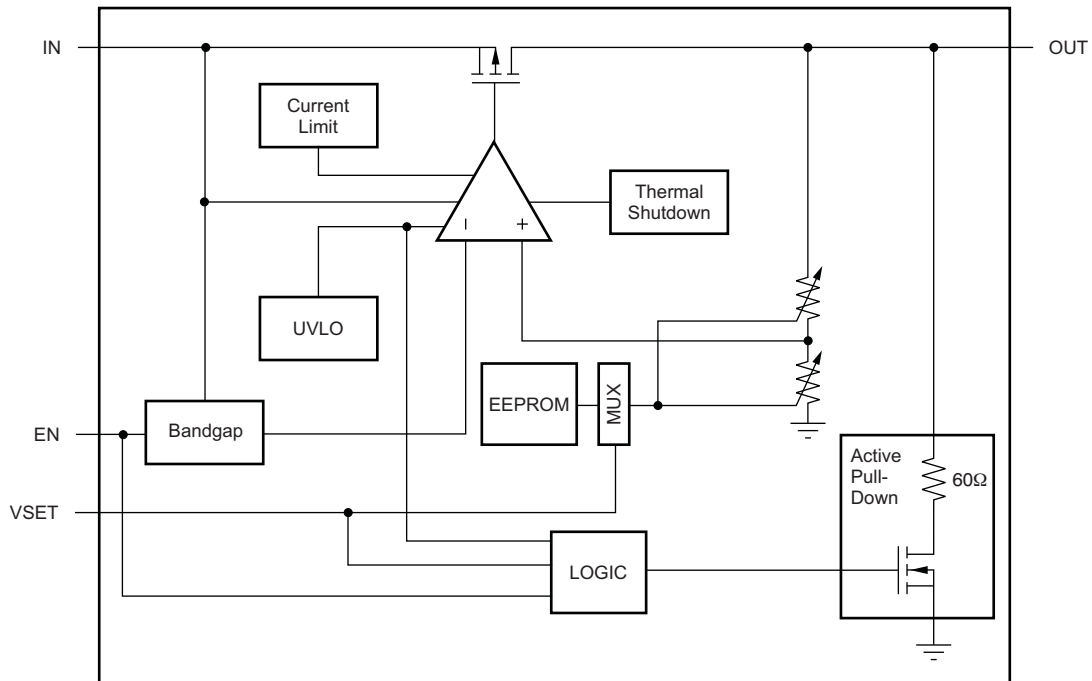 IN
OUT
Current
Limit
Thermal
Shutdown
–
+
UVLO
EEPROM
MUX
EN
Bandgap
Active
Pull-
Down
60Ω
VSET
LOGIC